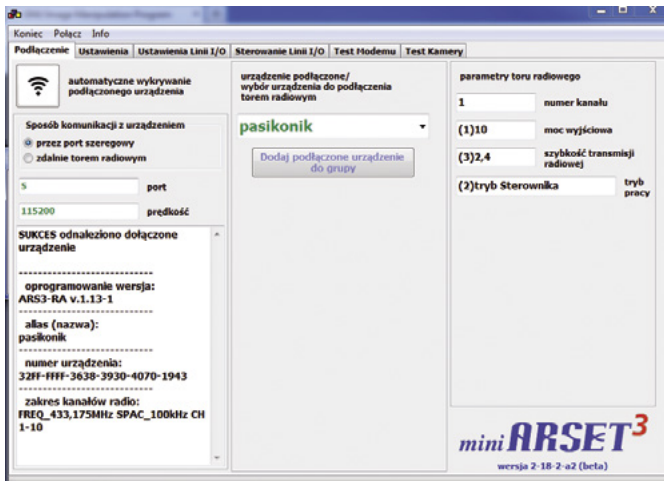 Koniec Połącz Info
Podłączenie Ustawienia Ustawienia Linii I/O Sterowanie Linii I/O Test Modemu Test Kamery
automatyczne wykrywanie
podłączonego urządzenia
Sposób komunikacji z urządzeniem
przez port szeregowy
zdalnie torem radiowym
5 port
115200 prędkość
SUKCES odnaleziono dołączone
urządzenie
----------------------------
oprogramowanie wersja:
ARS3-RA v.1.13-1
----------------------------
alias (nazwa):
pasikonik
----------------------------
numer urządzenia:
32FF-FFFF-3638-3930-4070-1943
----------------------------
zakres kanałów radio:
FREQ_433,175MHz SPAC_100kHz CH
1-10
urządzenie podłączone/
wybór urządzenia do podłączenia
torem radiowym
pasikonik
Dodaj podłączone urządzenie
do grupy
parametry toru radiowego
1 numer kanału
(1)10 moc wyjściowa
(3)2,4 szybkość transmisji
radiowej
(2)tryb Sterownika tryb
pracy
mini ARSET3
wersja 2-18-2-a2 (beta)